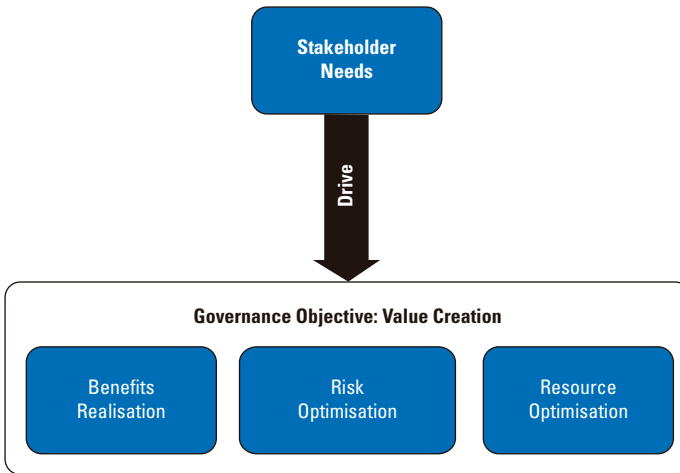 Stakeholder
Needs
Drive
Governance Objective: Value Creation
Benefits
Realisation
Risk
Optimisation
Resource
Optimisation